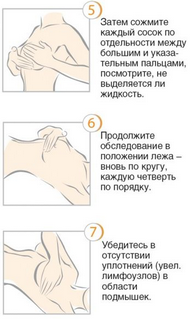 5
Затем сожмите
каждый сосок по
отдельности между
большим и указа-
тельным пальцами,
посмотрите, не
выделяется ли
жидкость.
6
Продолжите
обследование в
положении лежа –
вновь по кругу,
каждую четверть
по порядку.
7
Убедитесь в
отсутствии
уплотнений (увел.
лимфоузлов) в
области
подмышек.